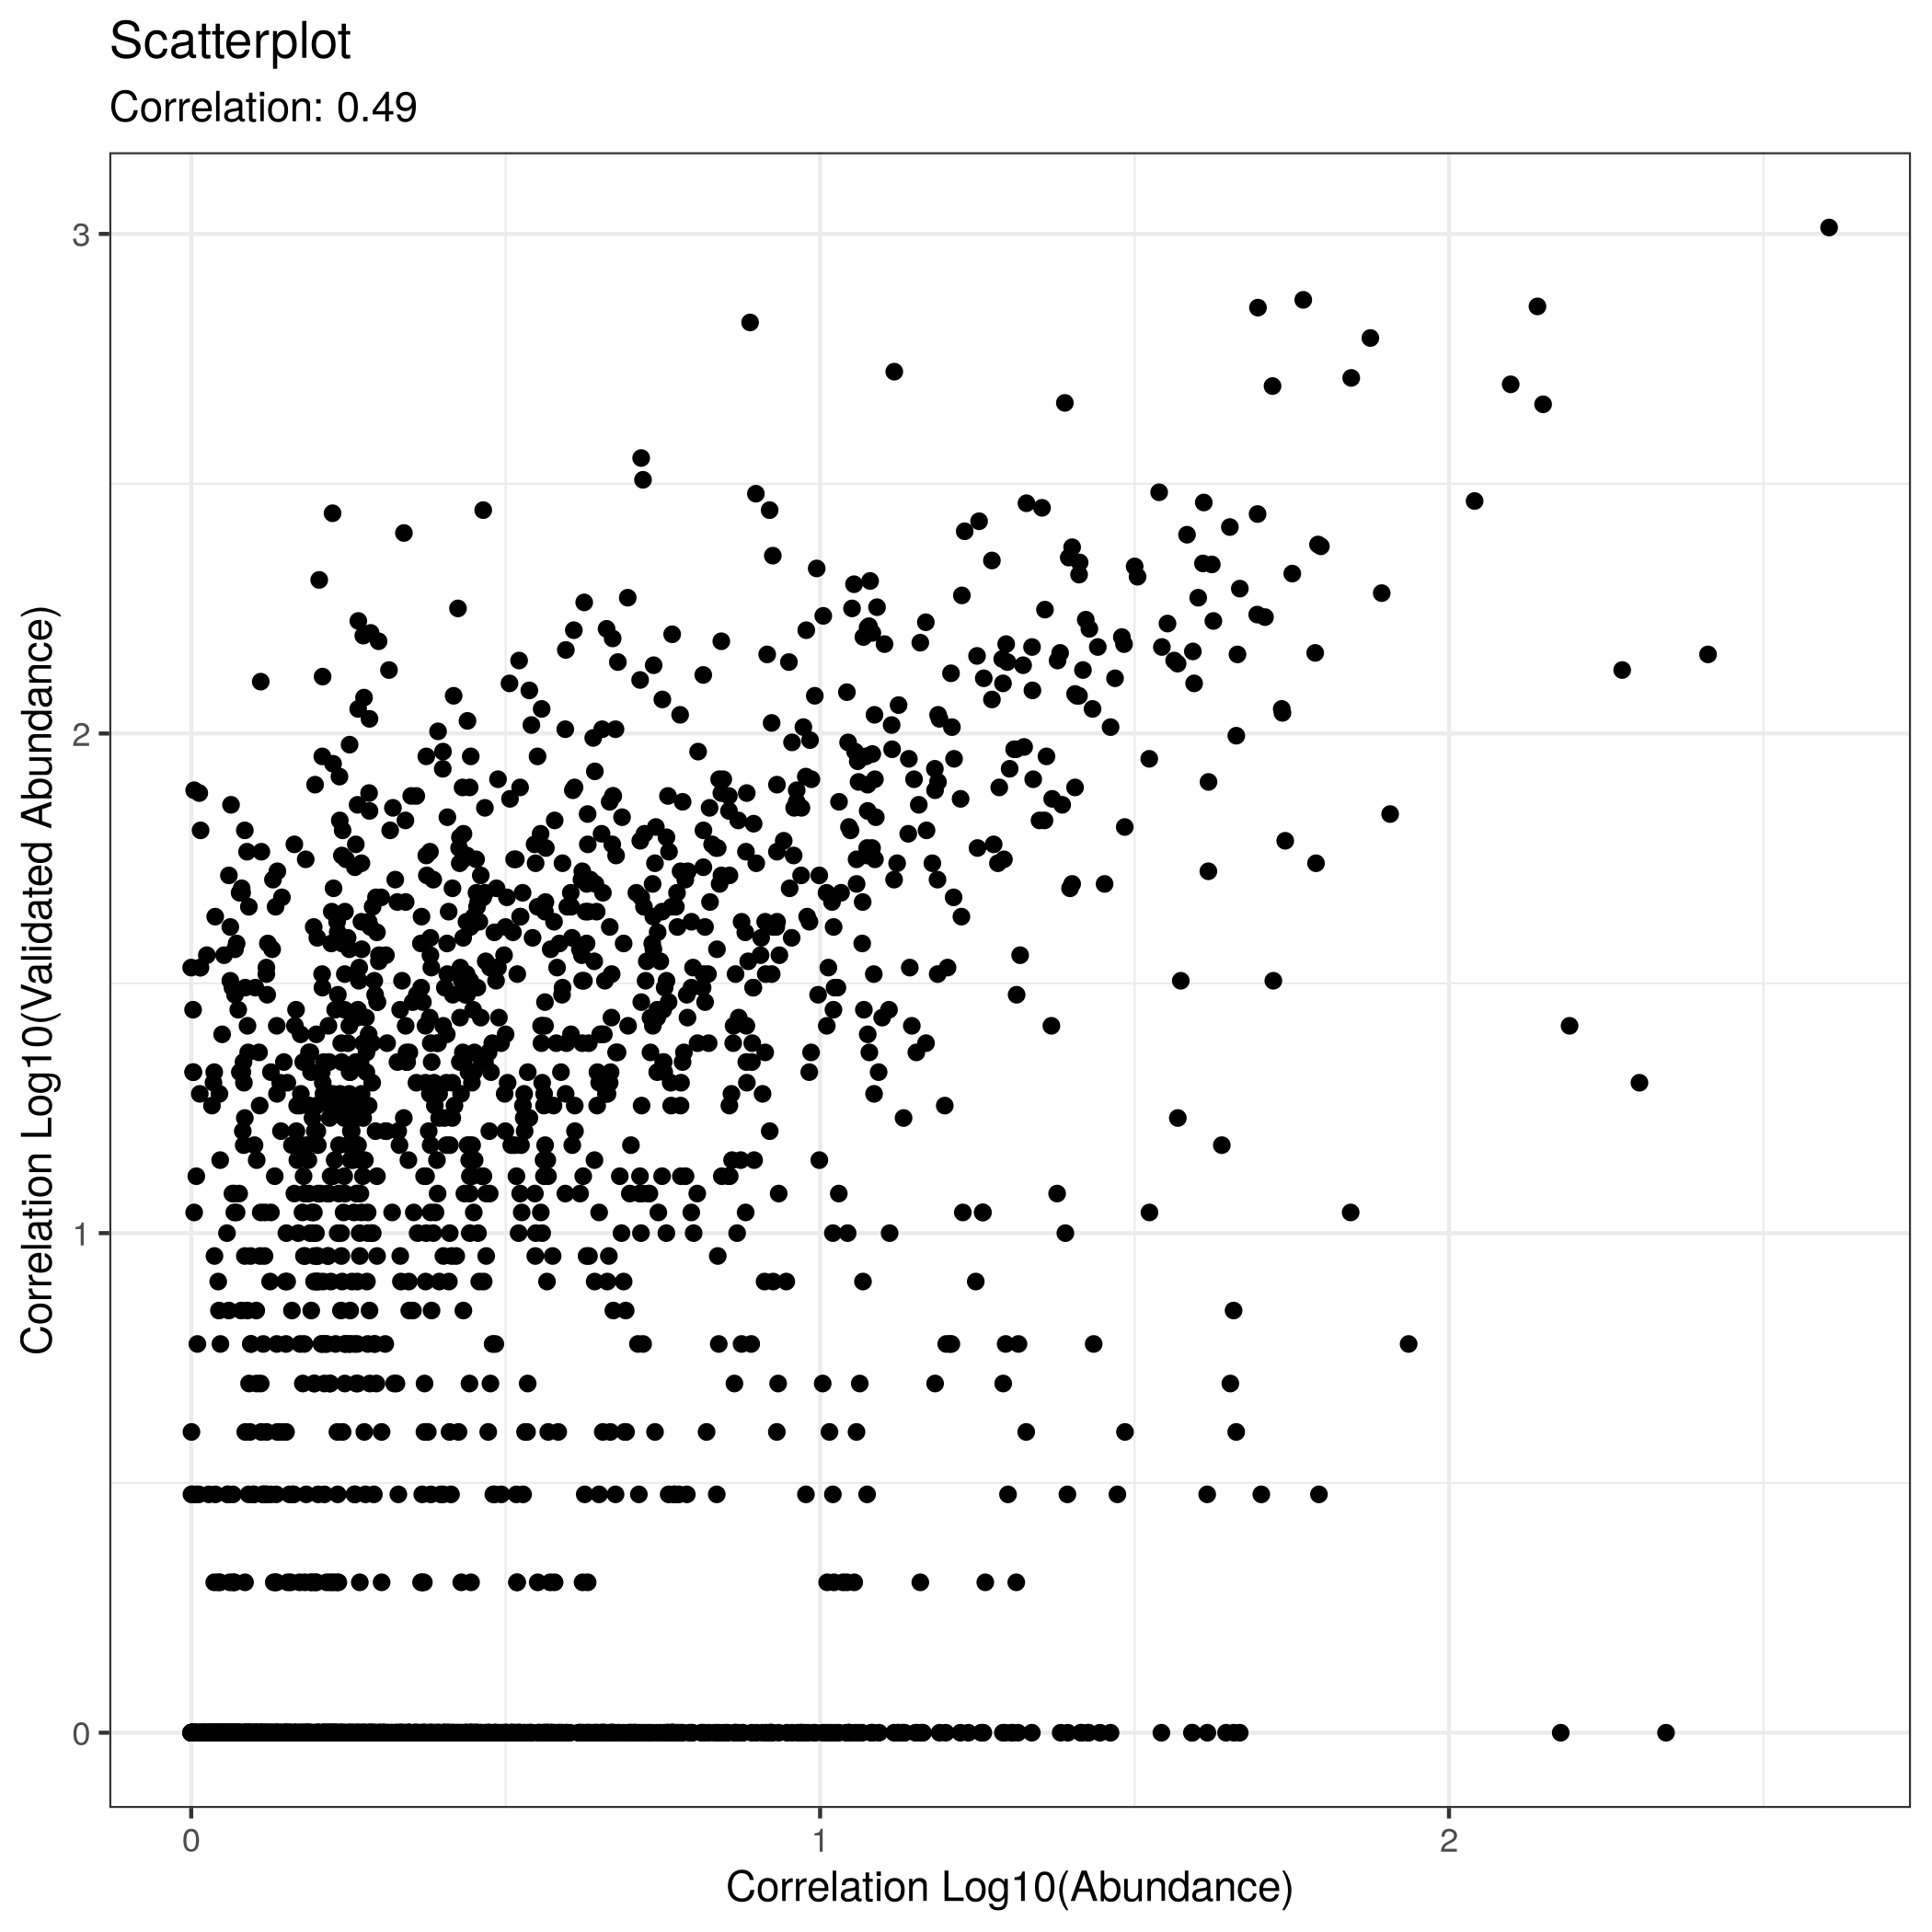 Scatterplot
Correlation: 0.49
Correlation Log10(Validated Abundance)
3
2
1
0
0 1 2
Correlation Log10(Abundance)